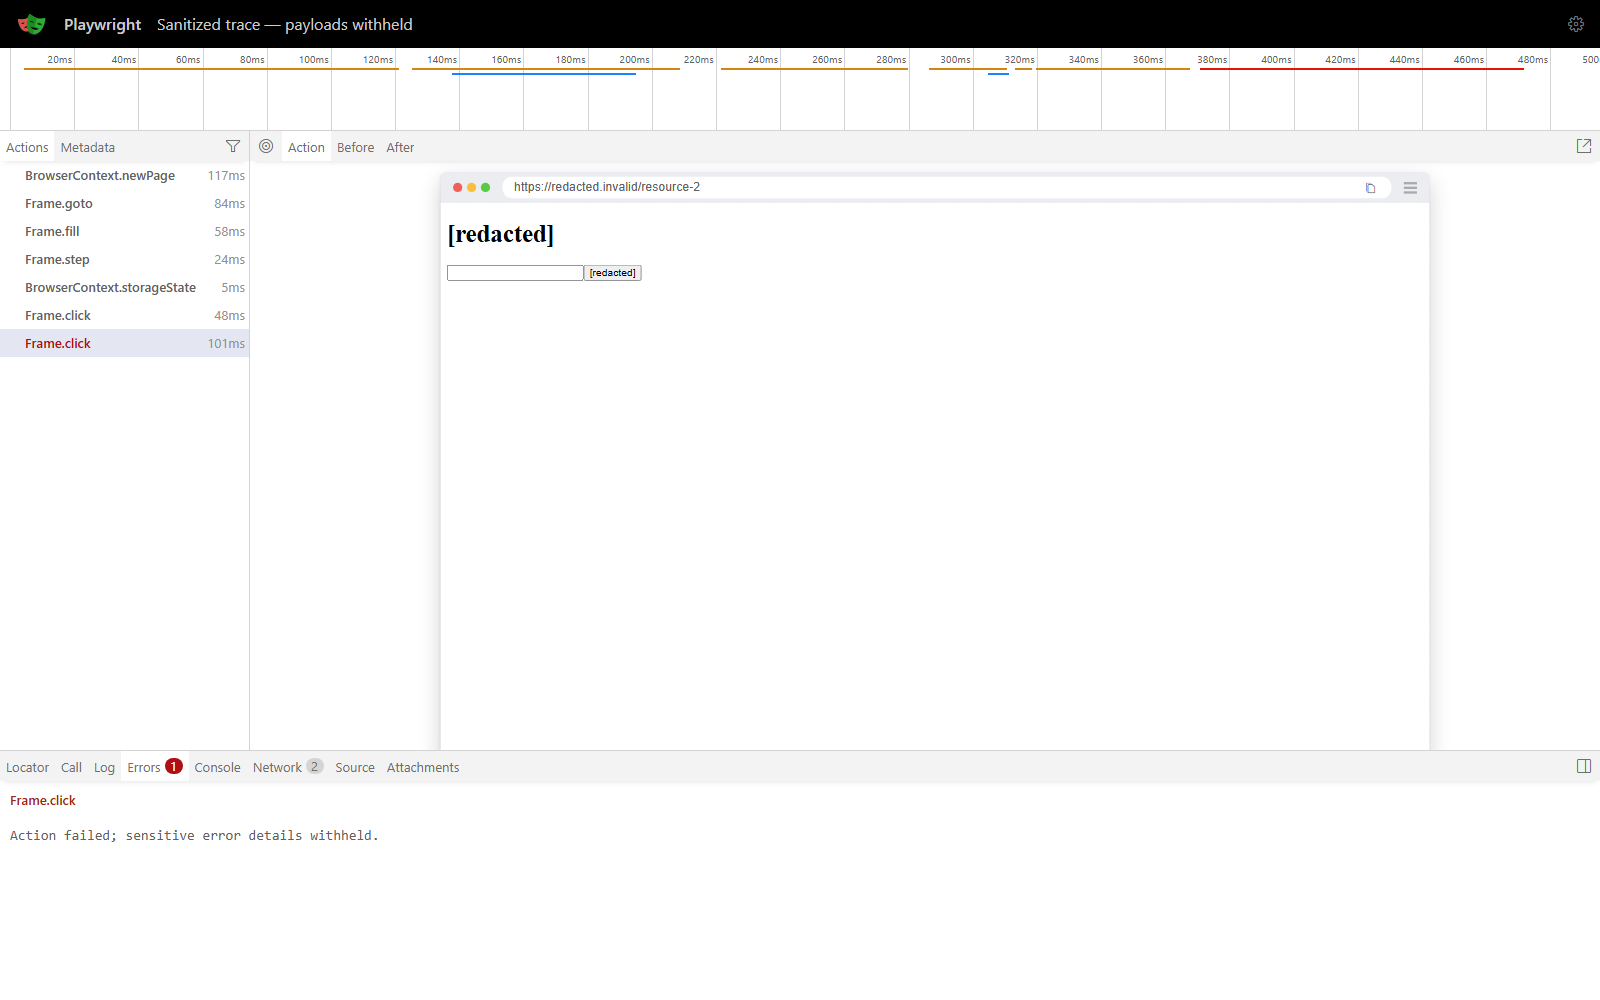 Playwright Sanitized trace — payloads withheld
20ms 40ms 60ms 80ms 100ms 120ms 140ms 160ms 180ms 200ms 220ms 240ms 260ms 280ms 300ms 320ms 340ms 360ms 380ms 400ms 420ms 440ms 460ms 480ms 500
Actions Metadata
BrowserContext.newPage 117ms
Frame.goto 84ms
Frame.fill 58ms
Frame.step 24ms
BrowserContext.storageState 5ms
Frame.click 48ms
Frame.click 101ms
Action Before After
https://redacted.invalid/resource-2
[redacted]
[redacted]
Locator Call Log Errors 1 Console Network 2 Source Attachments
Frame.click
Action failed; sensitive error details withheld.